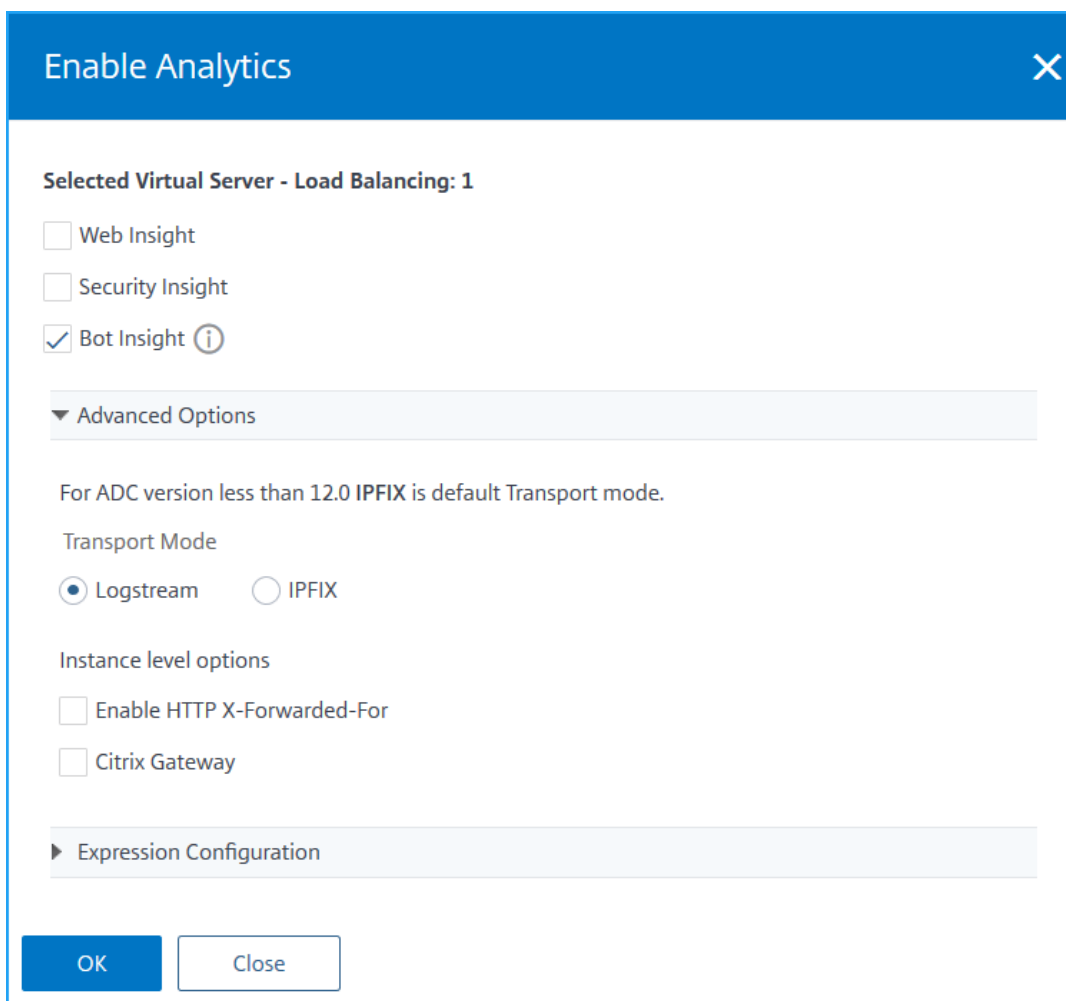 Enable Analytics
Selected Virtual Server - Load Balancing: 1
Web Insight
Security Insight
Bot Insight
Advanced Options
For ADC version less than 12.0 IPFIX is default Transport mode.
Transport Mode
Logstream IPFIX
Instance level options
Enable HTTP X-Forwarded-For
Citrix Gateway
Expression Configuration
OK Close